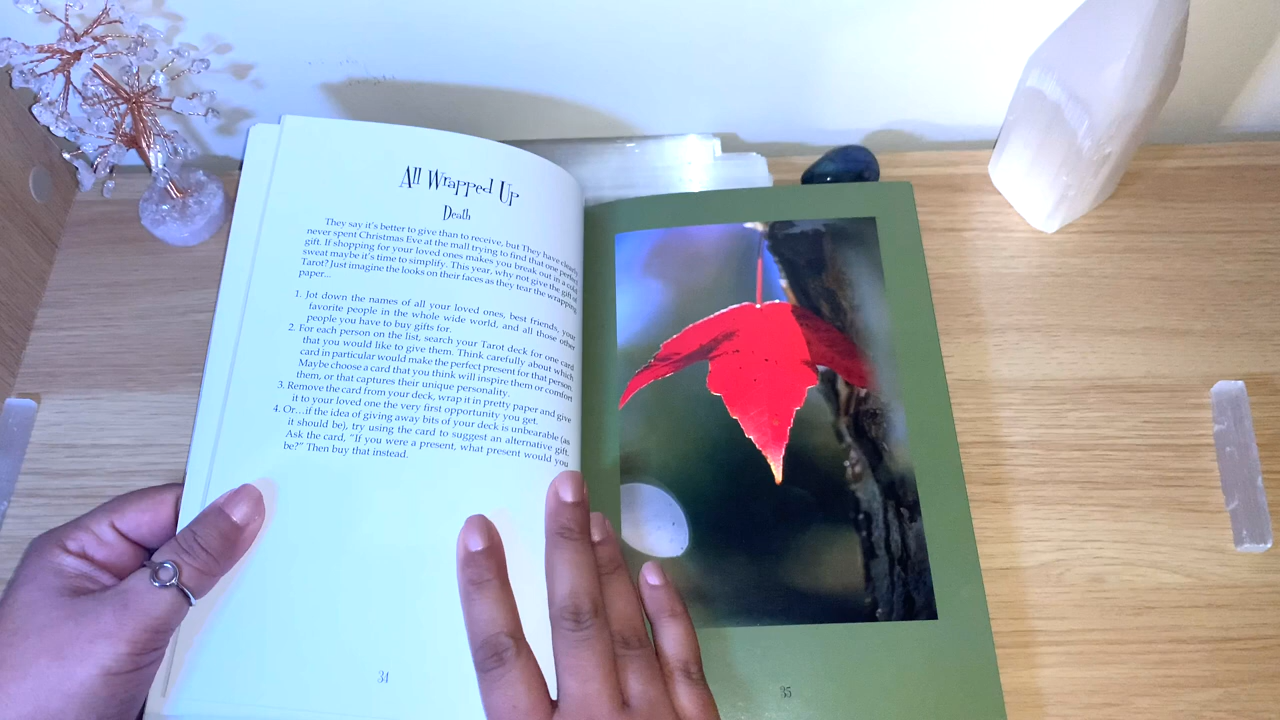 All Wrapped Up
Death
They say it's better to give than to receive, but They have clearly
never spent Christmas Eve at the mall trying to find that one perfect
gift. If shopping for your loved ones makes you break out in a cold
sweat maybe it's time to simplify. This year, why not give the gift of
Tarot? Just imagine the looks on their faces as they tear the wrapping
paper...
1. Jot down the names of all your loved ones, best friends, your
favorite people in the whole wide world, and all those other
people you have to buy gifts for.
2. For each person on the list, search your Tarot deck for one card
that you would like to give them. Think carefully about which
card in particular would make the perfect present for that person.
Maybe choose a card that you think will inspire them or comfort
them, or that captures their unique personality.
3. Remove the card from your deck, wrap it in pretty paper and give
it to your loved one the very first opportunity you get.
4. Or...if the idea of giving away bits of your deck is unbearable (as
it should be), try using the card to suggest an alternative gift.
Ask the card, "If you were a present, what present would you
be?" Then buy that instead.
34
35